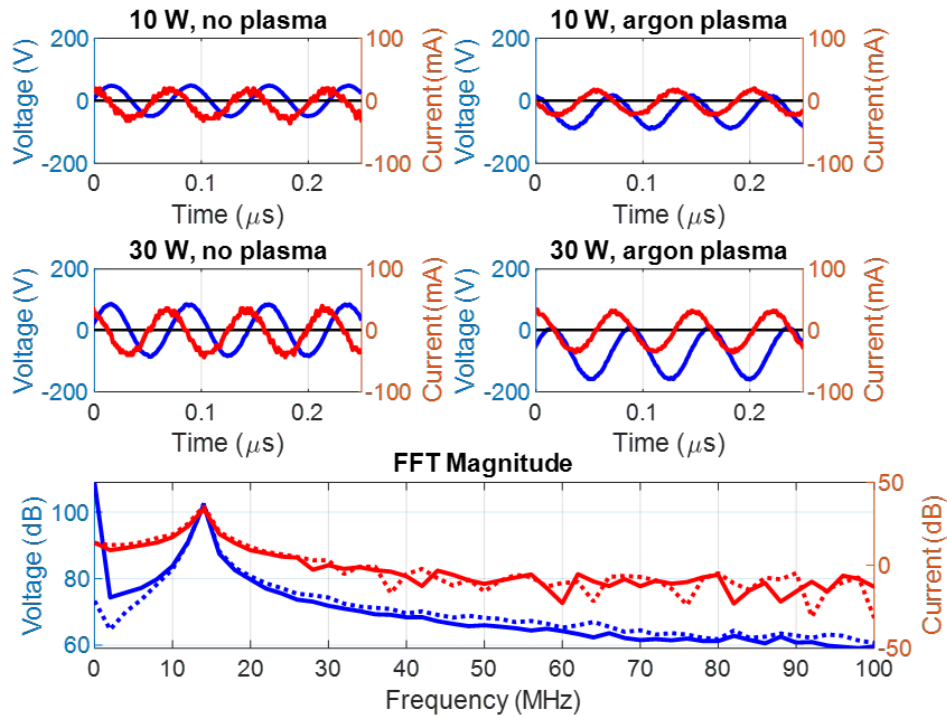 10 W, no plasma
200
0
-200
Voltage (V)
100
0
-100
Current (mA)
0 0.1 0.2
Time (μs)
10 W, argon plasma
200
0
-200
Voltage (V)
100
0
-100
Current (mA)
0 0.1 0.2
Time (μs)
30 W, no plasma
200
0
-200
Voltage (V)
100
0
-100
Current (mA)
0 0.1 0.2
Time (μs)
30 W, argon plasma
200
0
-200
Voltage (V)
100
0
-100
Current (mA)
0 0.1 0.2
Time (μs)
FFT Magnitude
100
80
60
Voltage (dB)
50
0
-50
Current (dB)
0 10 20 30 40 50 60 70 80 90 100
Frequency (MHz)